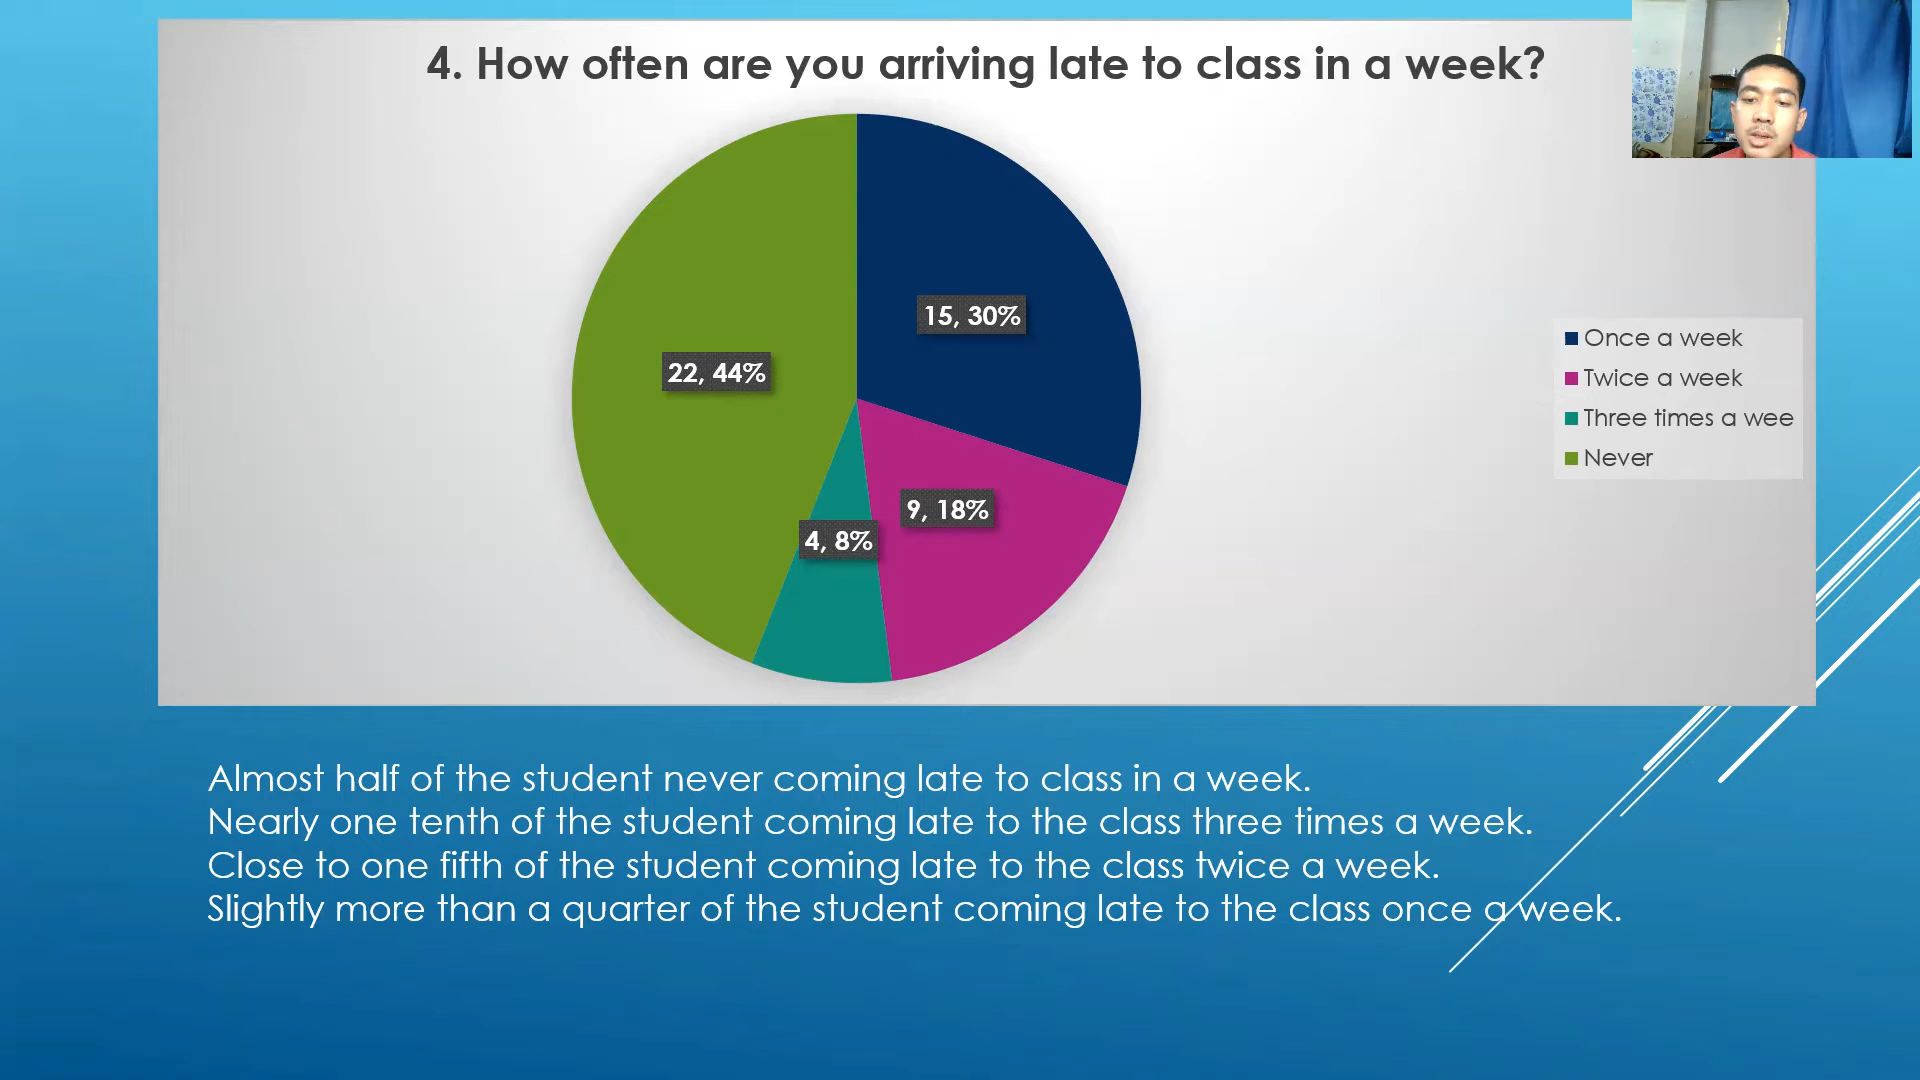 4. How often are you arriving late to class in a week?
15, 30%
22, 44%
9, 18%
4, 8%
Once a week
Twice a week
Three times a wee
Never
Almost half of the student never coming late to class in a week.
Nearly one tenth of the student coming late to the class three times a week.
Close to one fifth of the student coming late to the class twice a week.
Slightly more than a quarter of the student coming late to the class once a week.